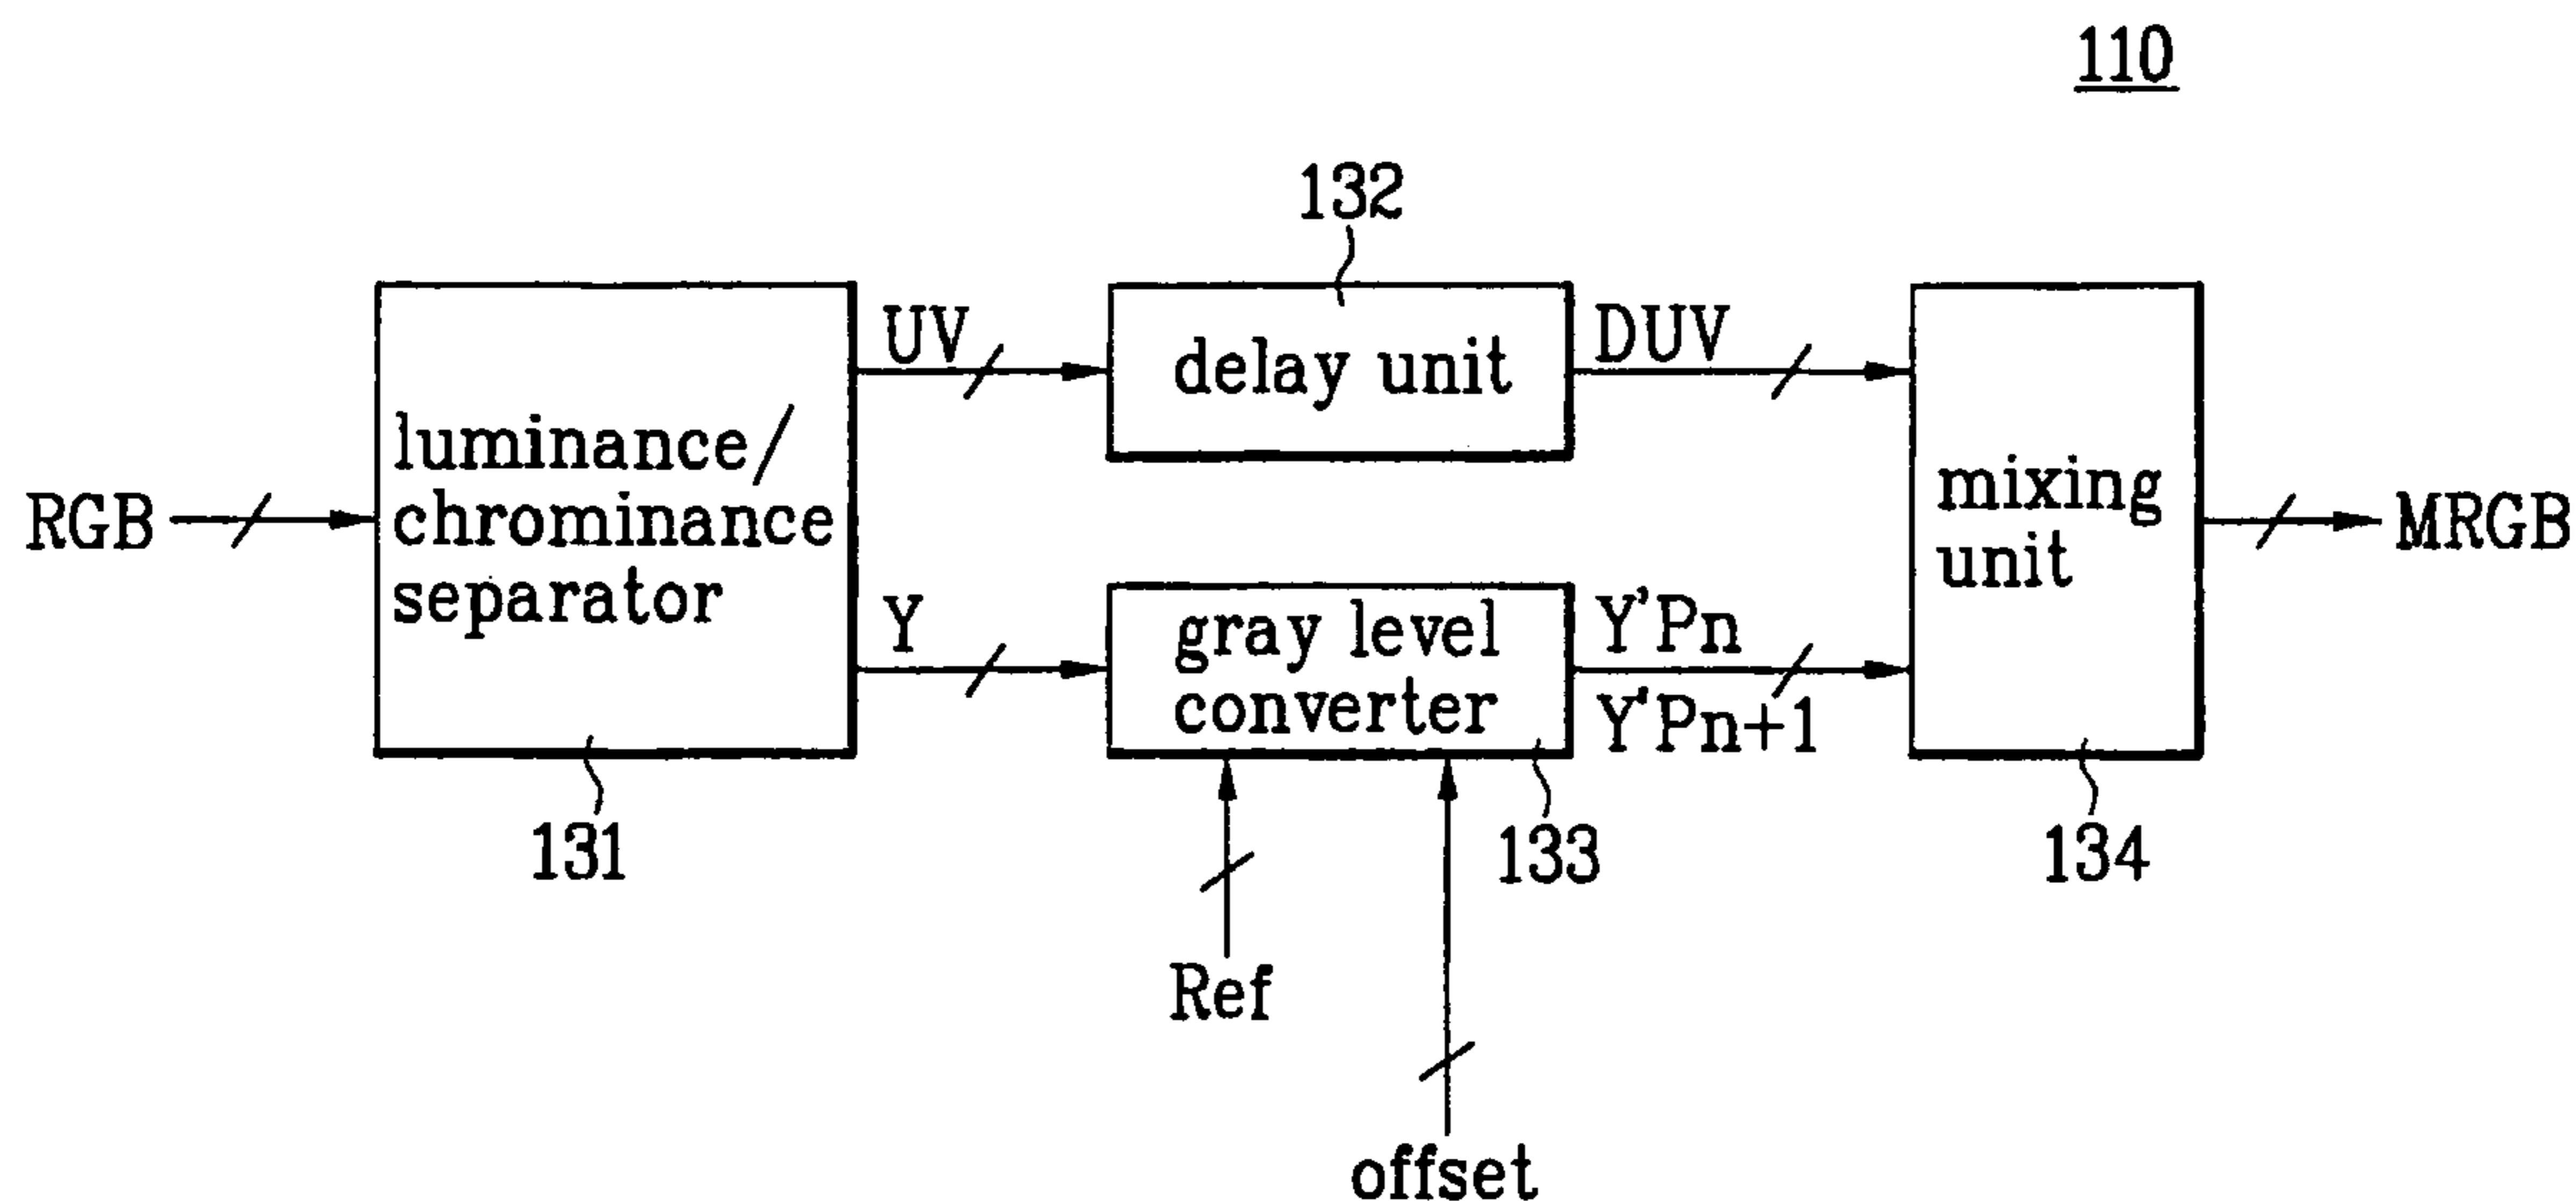 110
132
UV
delay unit
DUV
luminance/
chrominance
separator
RGB
mixing
unit
MRGB
Y
gray level
converter
Y'Pn
Y'Pn+1
131
133
134
Ref
offset